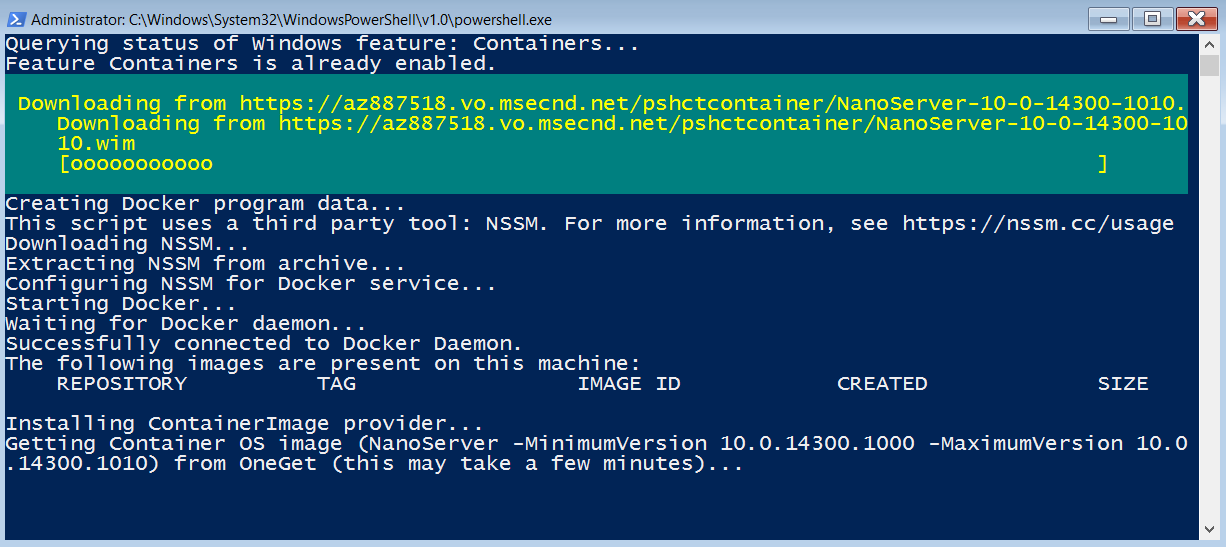 Administrator: C:\Windows\System32\WindowsPowerShell\v1.0\powershell.exe
Querying status of Windows feature: Containers...
Feature Containers is already enabled.
Downloading from https://az887518.vo.msecnd.net/pshctcontainer/NanoServer-10-0-14300-1010.
Downloading from https://az887518.vo.msecnd.net/pshctcontainer/NanoServer-10-0-14300-10
10.wim
[ooooooooooo ]
Creating Docker program data...
This script uses a third party tool: NSSM. For more information, see https://nssm.cc/usage
Downloading NSSM...
Extracting NSSM from archive...
Configuring NSSM for Docker service...
Starting Docker...
Waiting for Docker daemon...
Successfully connected to Docker Daemon.
The following images are present on this machine:
REPOSITORY TAG IMAGE ID CREATED SIZE
Installing ContainerImage provider...
Getting Container OS image (NanoServer -MinimumVersion 10.0.14300.1000 -MaximumVersion 10.0
.14300.1010) from OneGet (this may take a few minutes)...